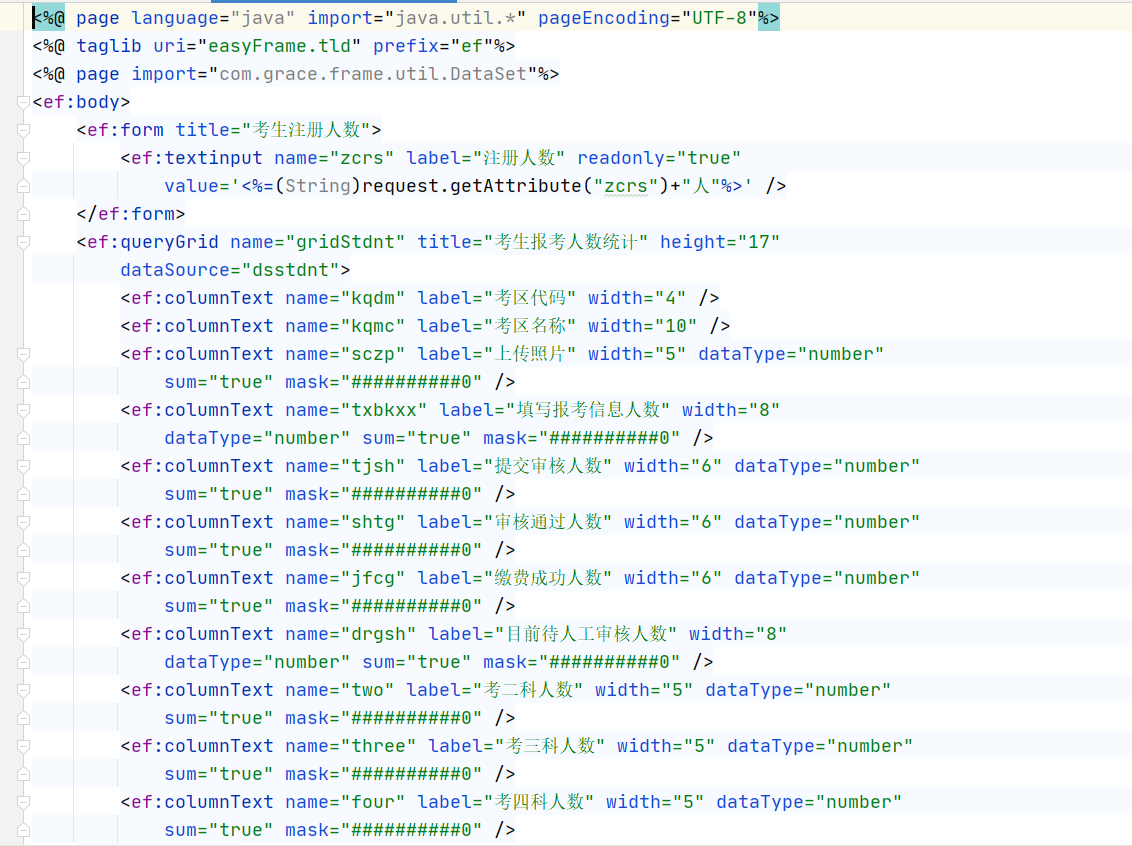 <%@ page language="java" import="java.util.*" pageEncoding="UTF-8"%>
<%@ taglib uri="easyFrame.tld" prefix="ef"%>
<%@ page import="com.grace.frame.util.DataSet"%>
<ef:body>
    <ef:form title="考生注册人数">
        <ef:textinput name="zcrs" label="注册人数" readonly="true"
            value='<%=(String)request.getAttribute("zcrs")+"人"%>' />
    </ef:form>
    <ef:queryGrid name="gridStdnt" title="考生报考人数统计" height="17"
        dataSource="dsstdnt">
        <ef:columnText name="kqdm" label="考区代码" width="4" />
        <ef:columnText name="kqmc" label="考区名称" width="10" />
        <ef:columnText name="sczp" label="上传照片" width="5" dataType="number"
            sum="true" mask="##########0" />
        <ef:columnText name="txbkxx" label="填写报考信息人数" width="8"
            dataType="number" sum="true" mask="##########0" />
        <ef:columnText name="tjsh" label="提交审核人数" width="6" dataType="number"
            sum="true" mask="##########0" />
        <ef:columnText name="shtg" label="审核通过人数" width="6" dataType="number"
            sum="true" mask="##########0" />
        <ef:columnText name="jfcg" label="缴费成功人数" width="6" dataType="number"
            sum="true" mask="##########0" />
        <ef:columnText name="drgsh" label="目前待人工审核人数" width="8"
            dataType="number" sum="true" mask="##########0" />
        <ef:columnText name="two" label="考二科人数" width="5" dataType="number"
            sum="true" mask="##########0" />
        <ef:columnText name="three" label="考三科人数" width="5" dataType="number"
            sum="true" mask="##########0" />
        <ef:columnText name="four" label="考四科人数" width="5" dataType="number"
            sum="true" mask="##########0" />